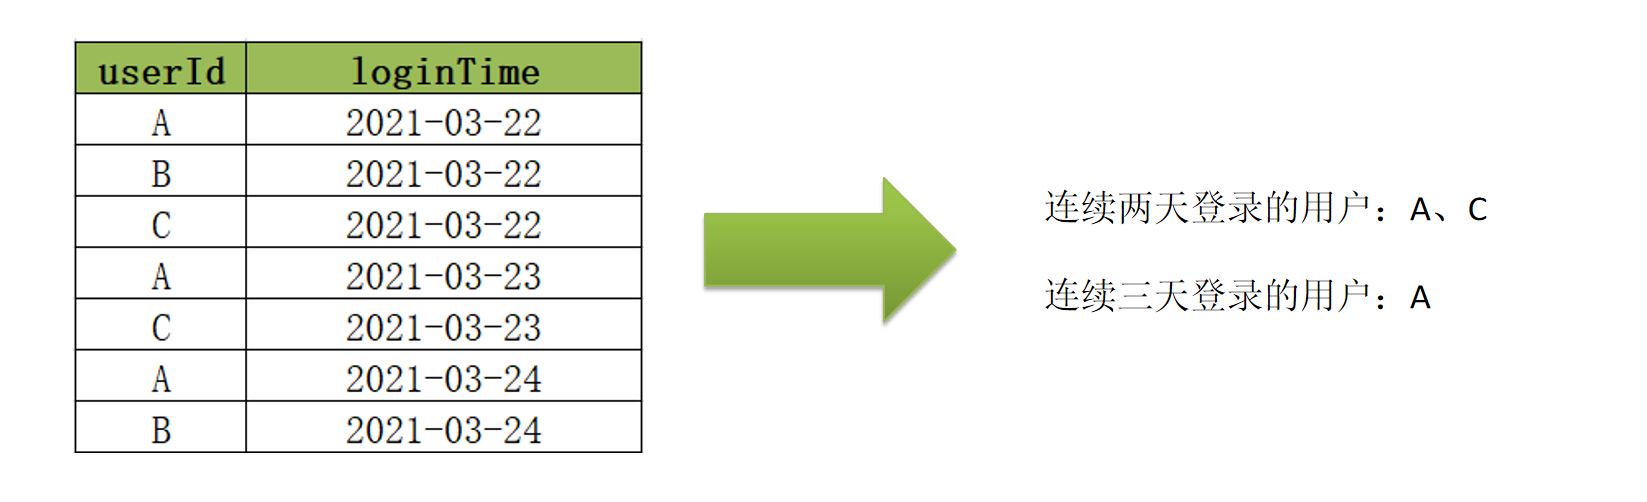 userId loginTime
A 2021-03-22
B 2021-03-22
C 2021-03-22
A 2021-03-23
C 2021-03-23
A 2021-03-24
B 2021-03-24
连续两天登录的用户：A、C
连续三天登录的用户：A